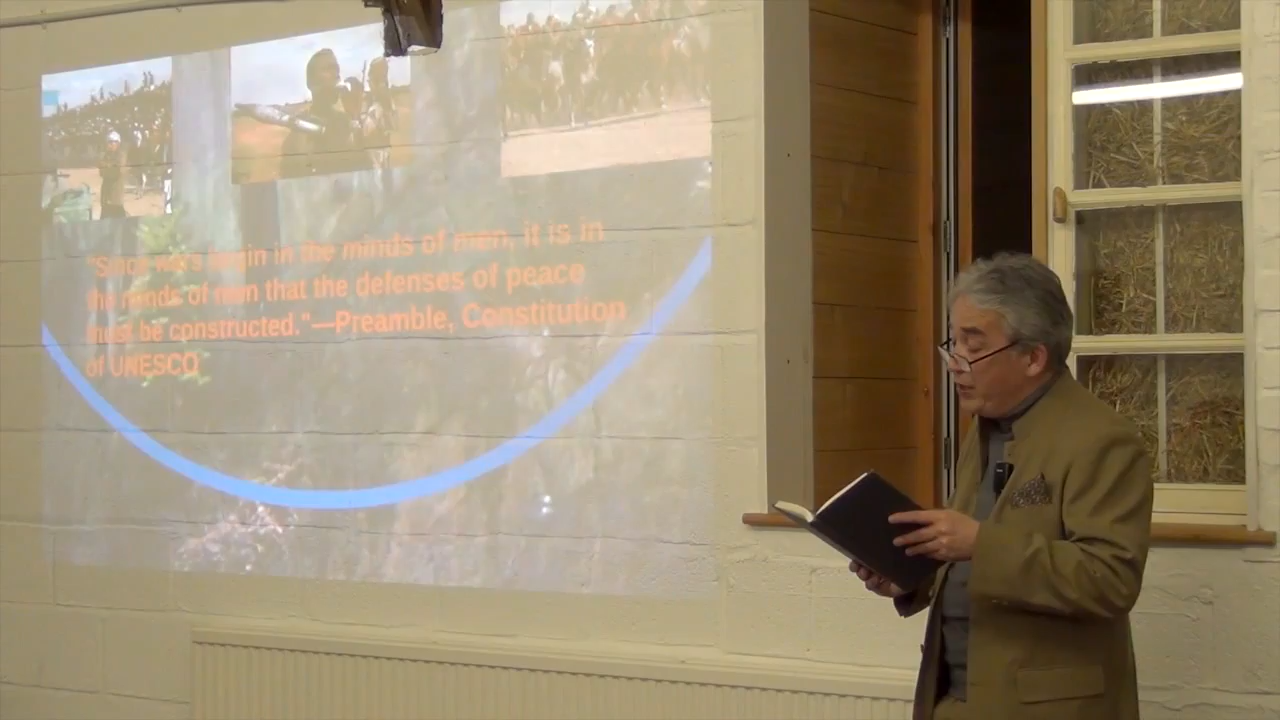 "Since wars begin in the minds of men, it is in
the minds of men that the defenses of peace
must be constructed."—Preamble, Constitution
of UNESCO